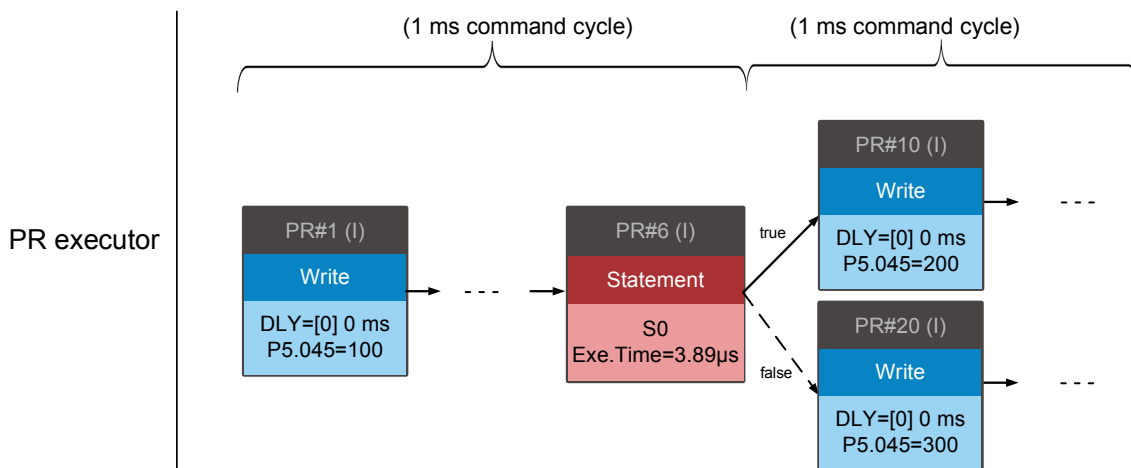 (1 ms command cycle)
(1 ms command cycle)
PR executor
PR#1 (I)
Write
DLY=[0] 0 ms
P5.045=100
PR#6 (I)
Statement
S0
Exe.Time=3.89µs
true
false
PR#10 (I)
Write
DLY=[0] 0 ms
P5.045=200
PR#20 (I)
Write
DLY=[0] 0 ms
P5.045=300